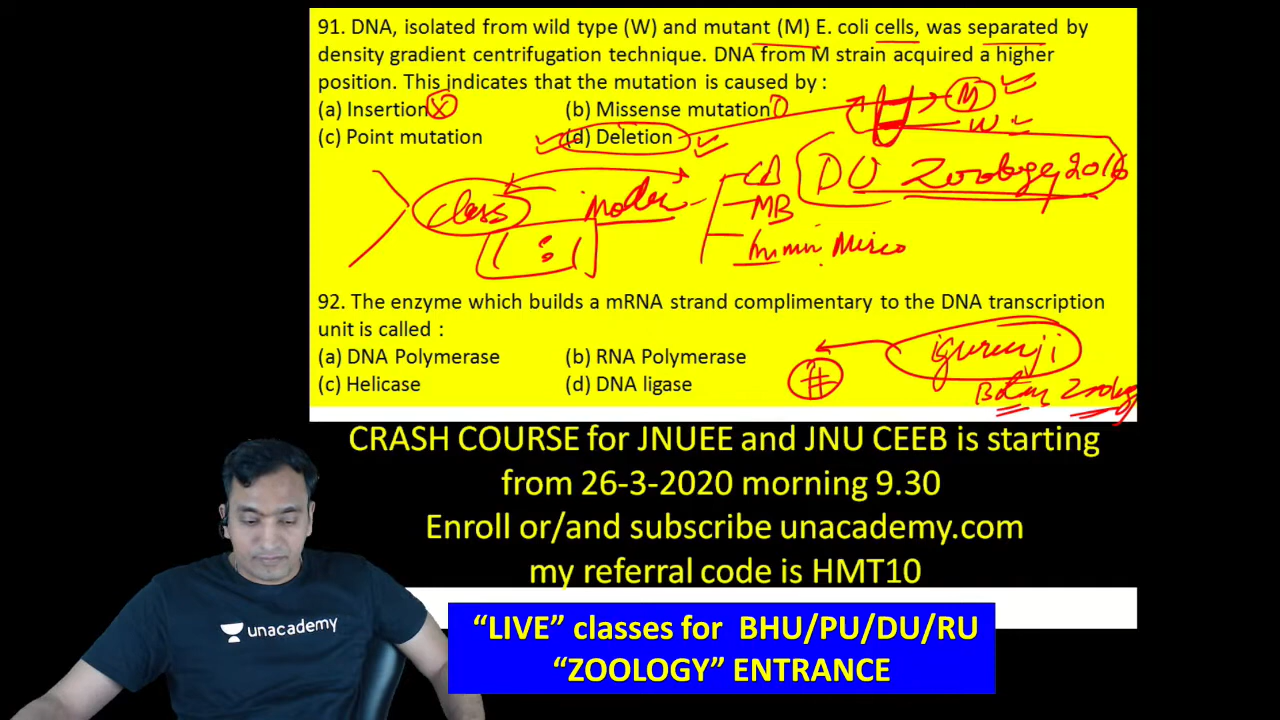 91. DNA, isolated from wild type (W) and mutant (M) E. coli cells, was separated by
density gradient centrifugation technique. DNA from M strain acquired a higher
position. This indicates that the mutation is caused by :
(a) Insertion (b) Missense mutation
(c) Point mutation (d) Deletion
M
W
DU Zoology 2016
class
MB
1 : 1
92. The enzyme which builds a mRNA strand complimentary to the DNA transcription
unit is called :
(a) DNA Polymerase (b) RNA Polymerase
(c) Helicase (d) DNA ligase
igurunji
#
Botany Zoology
CRASH COURSE for JNUEE and JNU CEEB is starting
from 26-3-2020 morning 9.30
Enroll or/and subscribe unacademy.com
my referral code is HMT10
unacademy
“LIVE” classes for BHU/PU/DU/RU
“ZOOLOGY” ENTRANCE